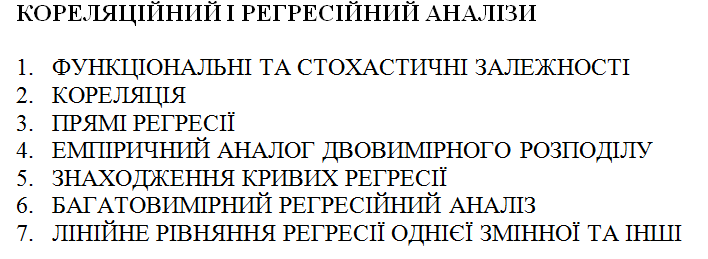 КОРЕЛЯЦІЙНИЙ І РЕГРЕСІЙНИЙ АНАЛІЗИ
1. ФУНКЦІОНАЛЬНІ ТА СТОХАСТИЧНІ ЗАЛЕЖНОСТІ
2. КОРЕЛЯЦІЯ
3. ПРЯМІ РЕГРЕСІЇ
4. ЕМПІРИЧНИЙ АНАЛОГ ДВОВИМІРНОГО РОЗПОДІЛУ
5. ЗНАХОДЖЕННЯ КРИВИХ РЕГРЕСІЇ
6. БАГАТОВИМІРНИЙ РЕГРЕСІЙНИЙ АНАЛІЗ
7. ЛІНІЙНЕ РІВНЯННЯ РЕГРЕСІЇ ОДНІЄЇ ЗМІННОЇ ТА ІНШІ